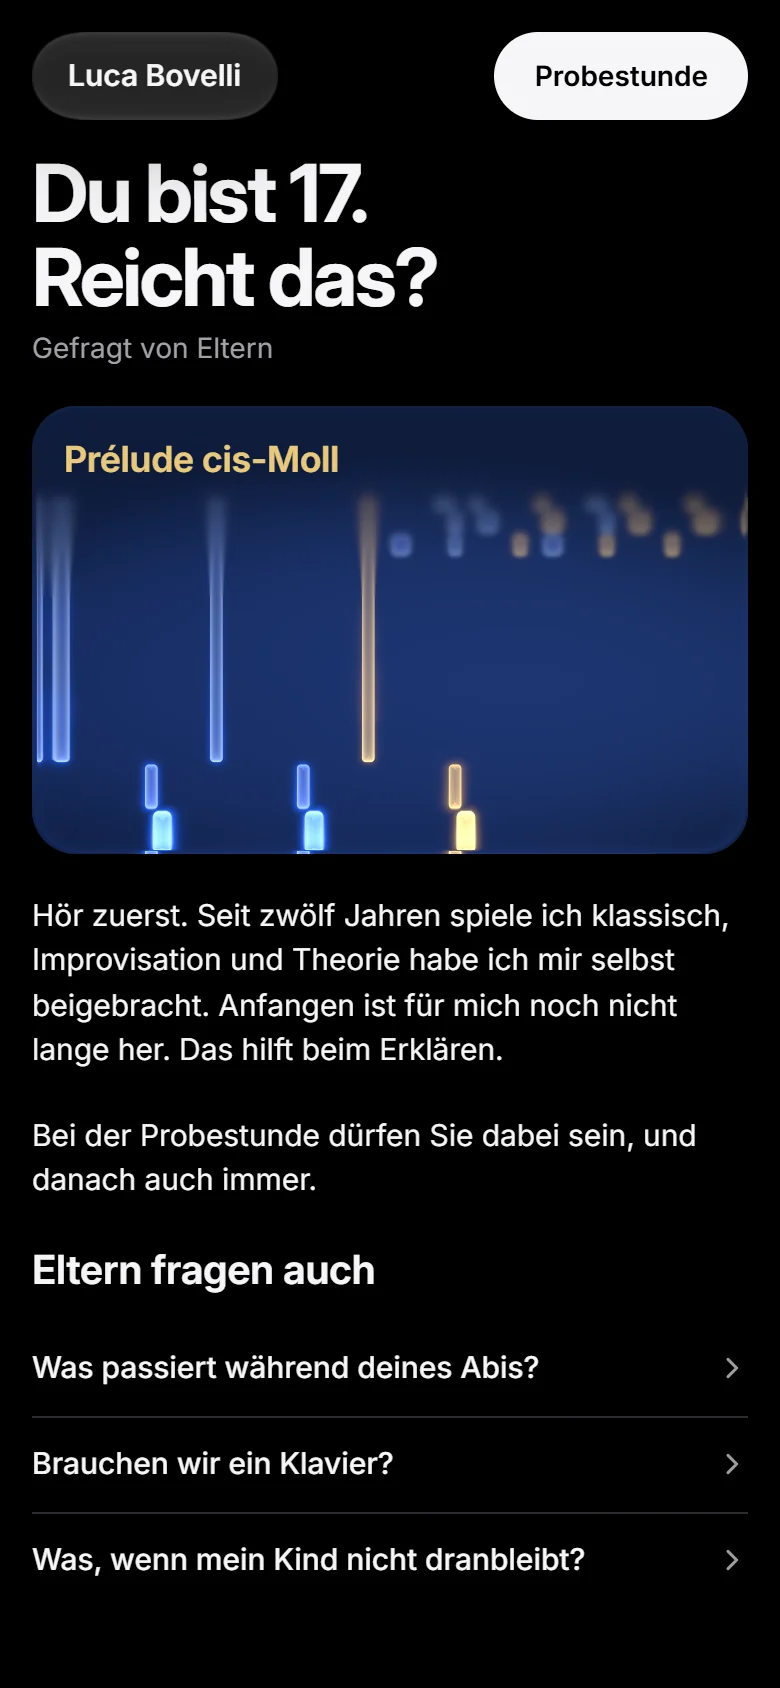 Luca Bovelli
Probestunde
Du bist 17.
Reicht das?
Gefragt von Eltern
Prélude cis-Moll
Hör zuerst. Seit zwölf Jahren spiele ich klassisch,
Improvisation und Theorie habe ich mir selbst
beigebracht. Anfangen ist für mich noch nicht
lange her. Das hilft beim Erklären.
Bei der Probestunde dürfen Sie dabei sein, und
danach auch immer.
Eltern fragen auch
Was passiert während deines Abis?
Brauchen wir ein Klavier?
Was, wenn mein Kind nicht dranbleibt?